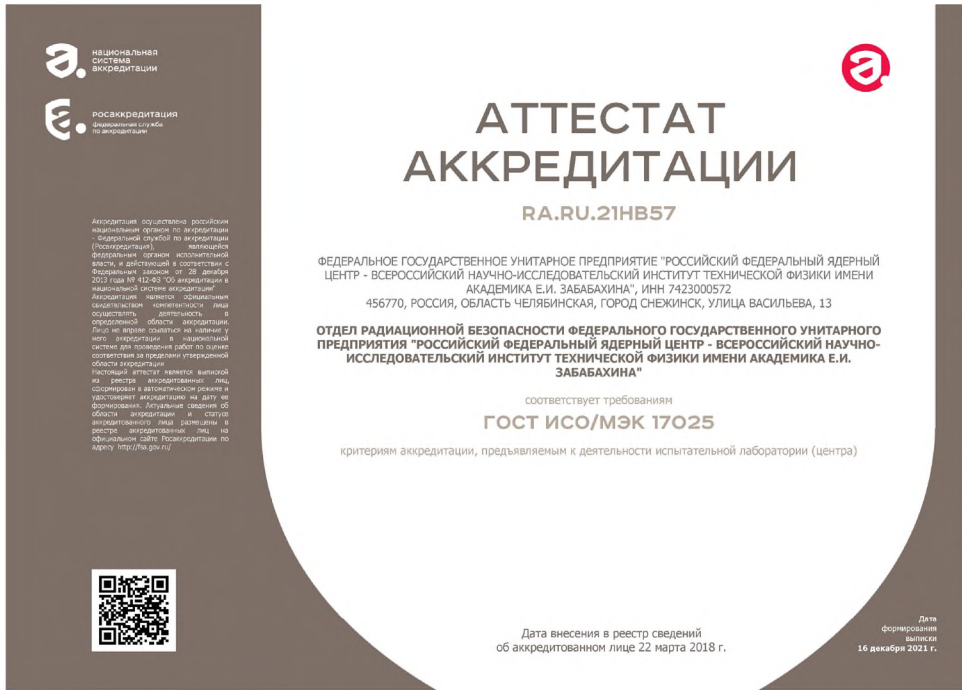 национальная
система
аккредитации
РОСАККРЕДИТАЦИЯ
федеральная служба
по аккредитации
Аккредитация осуществлена российским
национальным органом по аккредитации
- Федеральной службой по аккредитации
(Росаккредитация), являющейся
федеральным органом исполнительной
власти, и действующей в соответствии с
Федеральным законом от 28 декабря
2013 года № 412-ФЗ "Об аккредитации в
национальной системе аккредитации"
Аккредитация является официальным
свидетельством компетентности лица
осуществлять деятельность в
определенной области аккредитации.
Лицо не вправе ссылаться на наличие у
него аккредитации в национальной
системе для проведения работ по оценке
соответствия за пределами утвержденной
области аккредитации
Настоящий аттестат является выпиской
из реестра аккредитованных лиц,
сформирован в автоматическом режиме и
удостоверяет аккредитацию на дату ее
формирования. Актуальные сведения об
области аккредитации и статусе
аккредитованного лица размещены в
реестре аккредитованных лиц на
официальном сайте Росаккредитации по
адресу http://fsa.gov.ru/
АТТЕСТАТ
АККРЕДИТАЦИИ
RA.RU.21НВ57
ФЕДЕРАЛЬНОЕ ГОСУДАРСТВЕННОЕ УНИТАРНОЕ ПРЕДПРИЯТИЕ "РОССИЙСКИЙ ФЕДЕРАЛЬНЫЙ ЯДЕРНЫЙ
ЦЕНТР - ВСЕРОССИЙСКИЙ НАУЧНО-ИССЛЕДОВАТЕЛЬСКИЙ ИНСТИТУТ ТЕХНИЧЕСКОЙ ФИЗИКИ ИМЕНИ
АКАДЕМИКА Е.И. ЗАБАБАХИНА", ИНН 7423000572
456770, РОССИЯ, ОБЛАСТЬ ЧЕЛЯБИНСКАЯ, ГОРОД СНЕЖИНСК, УЛИЦА ВАСИЛЬЕВА, 13
ОТДЕЛ РАДИАЦИОННОЙ БЕЗОПАСНОСТИ ФЕДЕРАЛЬНОГО ГОСУДАРСТВЕННОГО УНИТАРНОГО
ПРЕДПРИЯТИЯ "РОССИЙСКИЙ ФЕДЕРАЛЬНЫЙ ЯДЕРНЫЙ ЦЕНТР - ВСЕРОССИЙСКИЙ НАУЧНО-
ИССЛЕДОВАТЕЛЬСКИЙ ИНСТИТУТ ТЕХНИЧЕСКОЙ ФИЗИКИ ИМЕНИ АКАДЕМИКА Е.И.
ЗАБАБАХИНА"
соответствует требованиям
ГОСТ ИСО/МЭК 17025
критериям аккредитации, предъявляемым к деятельности испытательной лаборатории (центра)
Дата внесения в реестр сведений
об аккредитованном лице 22 марта 2018 г.
Дата
формирования
выписки
16 декабря 2021 г.